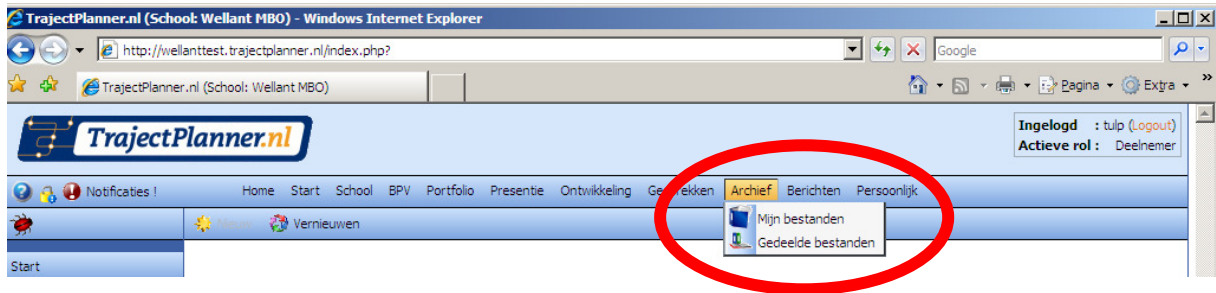 TrajectPlanner.nl (School: Wellant MBO) - Windows Internet Explorer
http://wellanttest.trajectplanner.nl/index.php?
Google
TrajectPlanner.nl (School: Wellant MBO)
Pagina Extra »
TrajectPlanner.nl
Ingelogd : tulp (Logout)
Actieve rol : Deelnemer
Notificaties ! Home Start School BPV Portfolio Presentie Ontwikkeling Archief Berichten Persoonlijk
Vernieuwen
Mijn bestanden
Gedeelde bestanden
Start